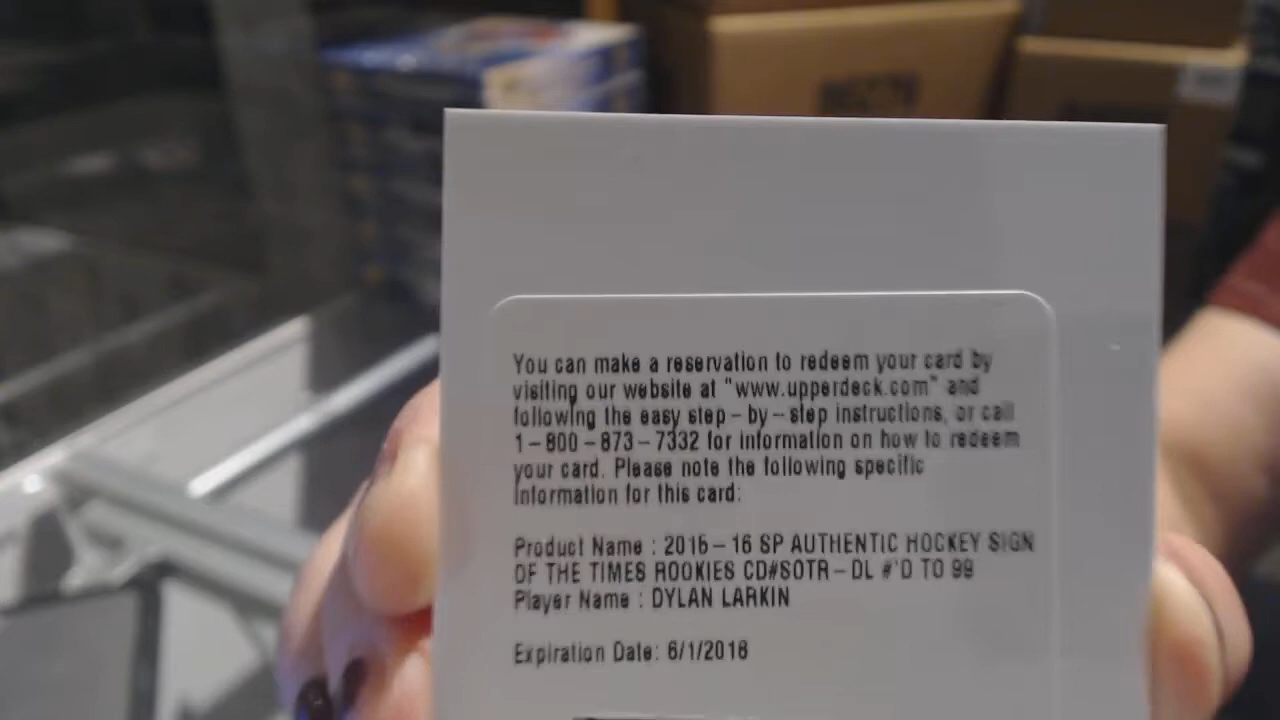 You can make a reservation to redeem your card by
visiting our website at "www.upperdeck.com" and
following the easy step-by-step instructions, or call
1-800-873-7332 for information on how to redeem
your card. Please note the following specific
information for this card:
Product Name : 2015-16 SP AUTHENTIC HOCKEY SIGN
OF THE TIMES ROOKIES CD#SOTR-DL #'D TO 99
Player Name : DYLAN LARKIN
Expiration Date: 6/1/2018